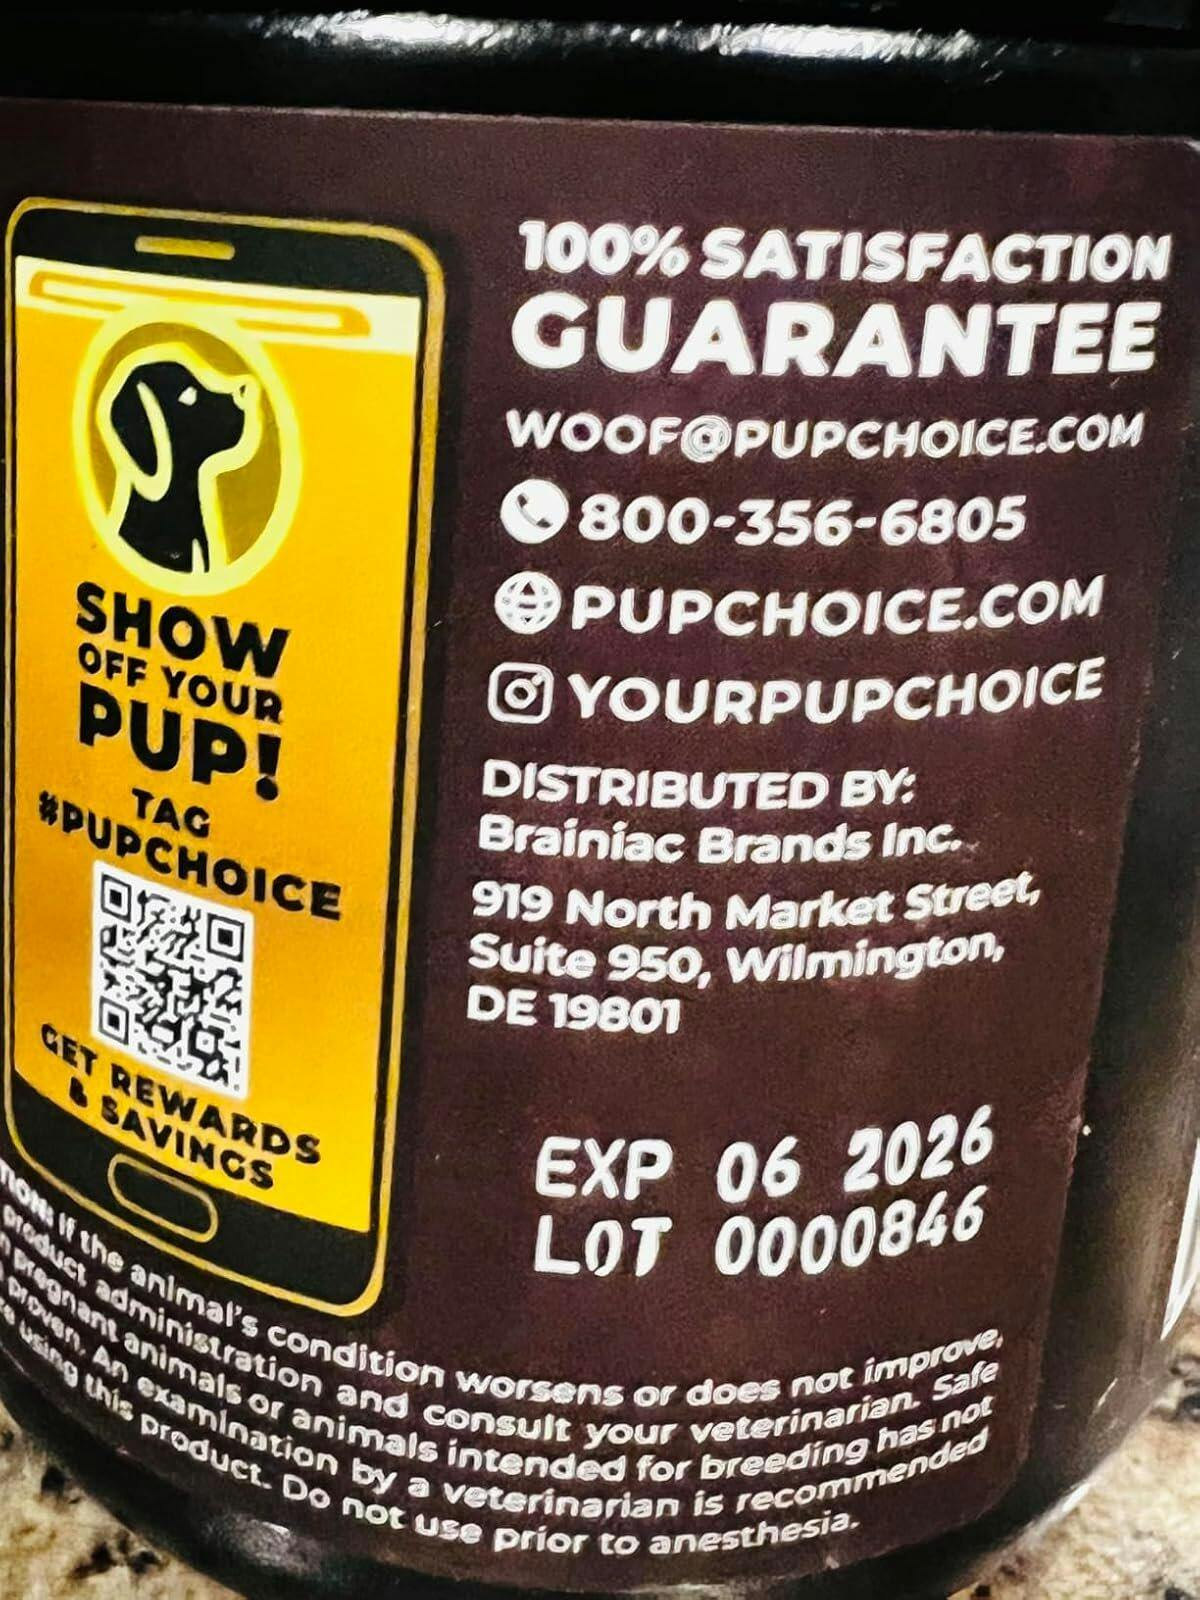 SHOW
OFF YOUR
PUP!
TAG
#PUPCHOICE
GET REWARDS
& SAVINGS
100% SATISFACTION
GUARANTEE
WOOF@PUPCHOICE.COM
800-356-6805
PUPCHOICE.COM
YOURPUPCHOICE
DISTRIBUTED BY:
Brainiac Brands Inc.
919 North Market Street,
Suite 950, Wilmington,
DE 19801
EXP 06 2026
LOT 0000846
If the animal's condition worsens or does not improve,
product administration and consult your veterinarian. Safe
pregnant animals or animals intended for breeding has not
proven. An examination by a veterinarian is recommended
using this product. Do not use prior to anesthesia.